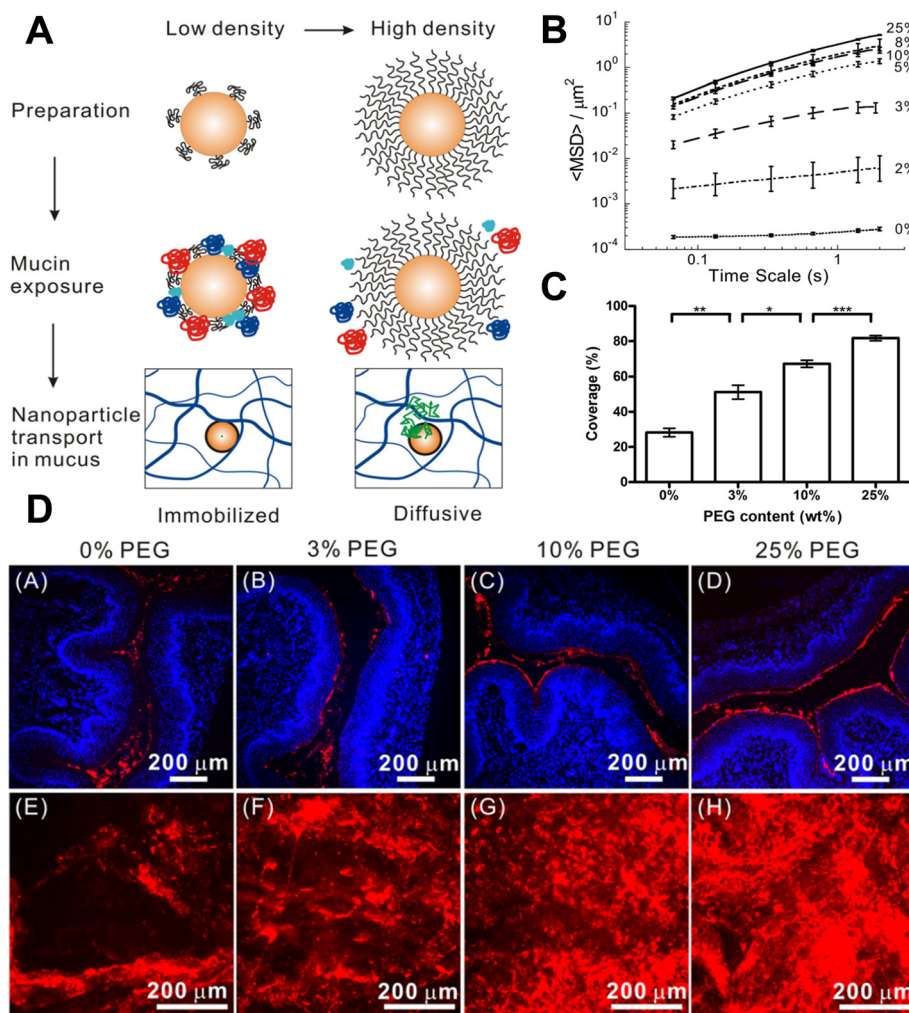 A
Low density
High density
Preparation
Mucin
exposure
Nanoparticle
transport
in mucus
Immobilized
Diffusive
B
<MSD> / μm²
10¹
10⁰
10⁻¹
10⁻²
10⁻³
10⁻⁴
25%
8%
10%
5%
3%
2%
0%
0.1
1
Time Scale (s)
C
Coverage (%)
100
80
60
40
20
0
**
*
***
0%
3%
10%
25%
PEG content (wt%)
D
0% PEG
3% PEG
10% PEG
25% PEG
(A)
(B)
(C)
(D)
200 μm
200 μm
200 μm
200 μm
(E)
(F)
(G)
(H)
200 μm
200 μm
200 μm
200 μm